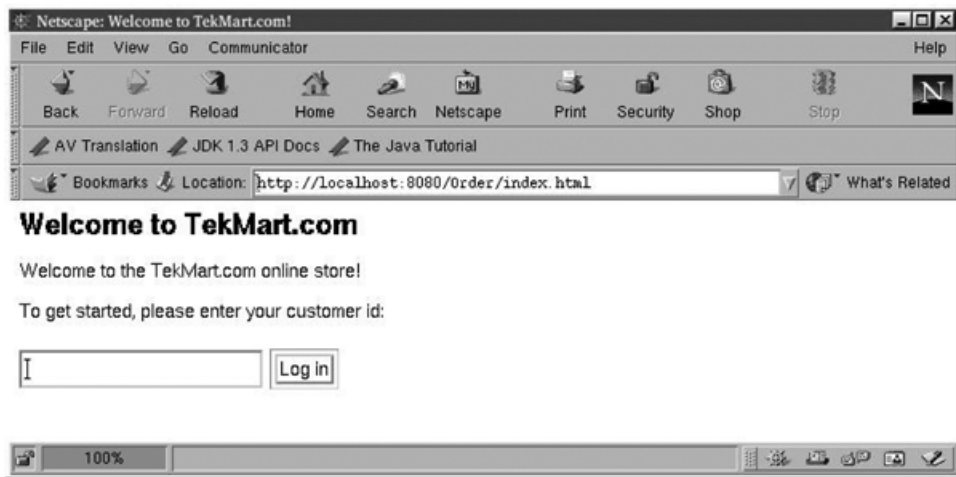 Netscape: Welcome to TekMart.com!
File Edit View Go Communicator Help
My N
Back Forward Reload Home Search Netscape Print Security Shop Stop
AV Translation JDK 1.3 API Docs The Java Tutorial
Bookmarks Location: http://localhost:8080/Order/index.html What's Related
Welcome to TekMart.com
Welcome to the TekMart.com online store!
To get started, please enter your customer id:
Log in
100%